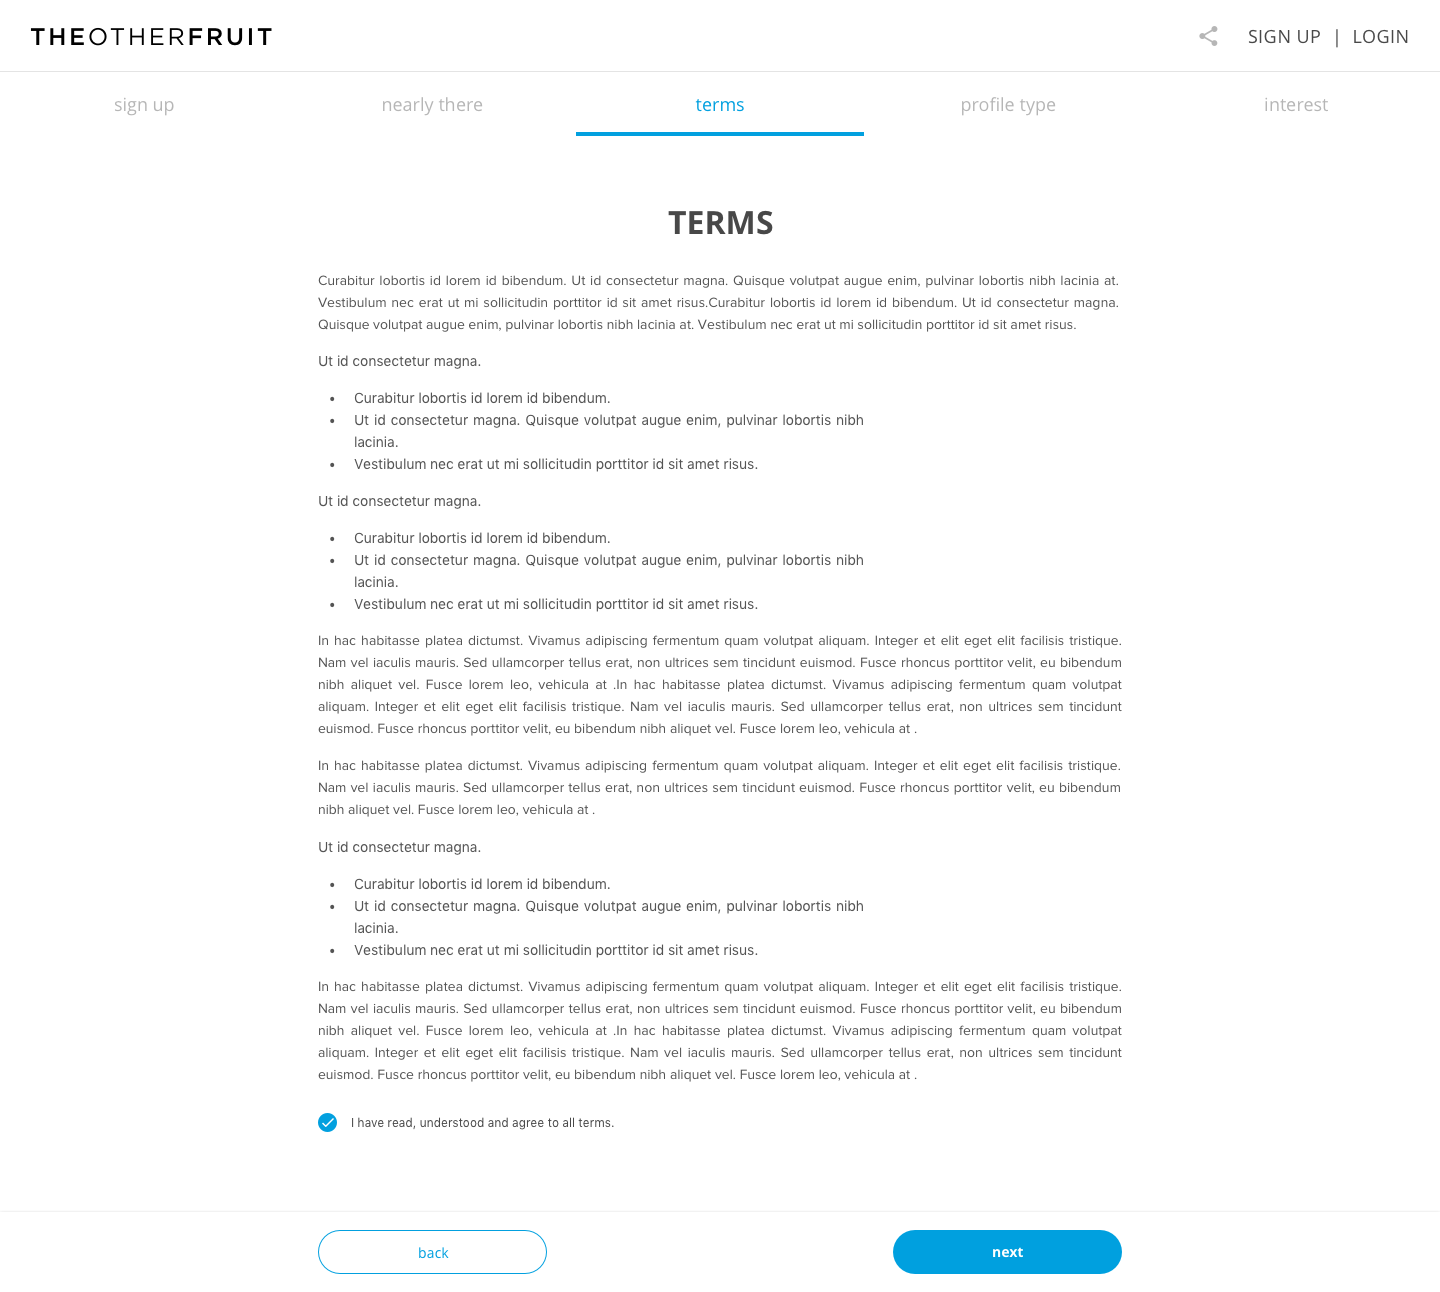 THEOTHERFRUIT
SIGN UP | LOGIN
sign up
nearly there
terms
profile type
interest
TERMS
Curabitur lobortis id lorem id bibendum. Ut id consectetur magna. Quisque volutpat augue enim, pulvinar lobortis nibh lacinia at.
Vestibulum nec erat ut mi sollicitudin porttitor id sit amet risus.Curabitur lobortis id lorem id bibendum. Ut id consectetur magna.
Quisque volutpat augue enim, pulvinar lobortis nibh lacinia at. Vestibulum nec erat ut mi sollicitudin porttitor id sit amet risus.
Ut id consectetur magna.
• Curabitur lobortis id lorem id bibendum.
• Ut id consectetur magna. Quisque volutpat augue enim, pulvinar lobortis nibh
lacinia.
• Vestibulum nec erat ut mi sollicitudin porttitor id sit amet risus.
Ut id consectetur magna.
• Curabitur lobortis id lorem id bibendum.
• Ut id consectetur magna. Quisque volutpat augue enim, pulvinar lobortis nibh
lacinia.
• Vestibulum nec erat ut mi sollicitudin porttitor id sit amet risus.
In hac habitasse platea dictumst. Vivamus adipiscing fermentum quam volutpat aliquam. Integer et elit eget elit facilisis tristique.
Nam vel iaculis mauris. Sed ullamcorper tellus erat, non ultrices sem tincidunt euismod. Fusce rhoncus porttitor velit, eu bibendum
nibh aliquet vel. Fusce lorem leo, vehicula at .In hac habitasse platea dictumst. Vivamus adipiscing fermentum quam volutpat
aliquam. Integer et elit eget elit facilisis tristique. Nam vel iaculis mauris. Sed ullamcorper tellus erat, non ultrices sem tincidunt
euismod. Fusce rhoncus porttitor velit, eu bibendum nibh aliquet vel. Fusce lorem leo, vehicula at .
In hac habitasse platea dictumst. Vivamus adipiscing fermentum quam volutpat aliquam. Integer et elit eget elit facilisis tristique.
Nam vel iaculis mauris. Sed ullamcorper tellus erat, non ultrices sem tincidunt euismod. Fusce rhoncus porttitor velit, eu bibendum
nibh aliquet vel. Fusce lorem leo, vehicula at .
Ut id consectetur magna.
• Curabitur lobortis id lorem id bibendum.
• Ut id consectetur magna. Quisque volutpat augue enim, pulvinar lobortis nibh
lacinia.
• Vestibulum nec erat ut mi sollicitudin porttitor id sit amet risus.
In hac habitasse platea dictumst. Vivamus adipiscing fermentum quam volutpat aliquam. Integer et elit eget elit facilisis tristique.
Nam vel iaculis mauris. Sed ullamcorper tellus erat, non ultrices sem tincidunt euismod. Fusce rhoncus porttitor velit, eu bibendum
nibh aliquet vel. Fusce lorem leo, vehicula at .In hac habitasse platea dictumst. Vivamus adipiscing fermentum quam volutpat
aliquam. Integer et elit eget elit facilisis tristique. Nam vel iaculis mauris. Sed ullamcorper tellus erat, non ultrices sem tincidunt
euismod. Fusce rhoncus porttitor velit, eu bibendum nibh aliquet vel. Fusce lorem leo, vehicula at .
I have read, understood and agree to all terms.
back
next